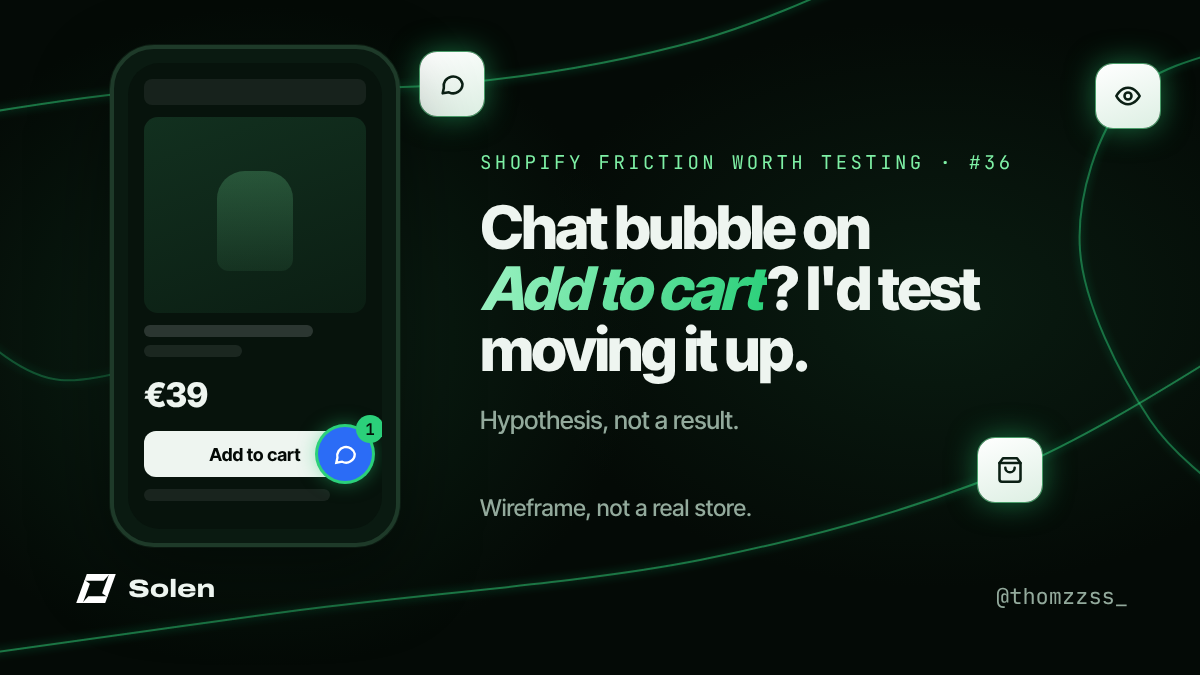 SHOPIFY FRICTION WORTH TESTING · #36
Chat bubble on
Add to cart? I'd test
moving it up.
Hypothesis, not a result.
Wireframe, not a real store.
€39
Add to cart
1
Solen
@thomzzss_